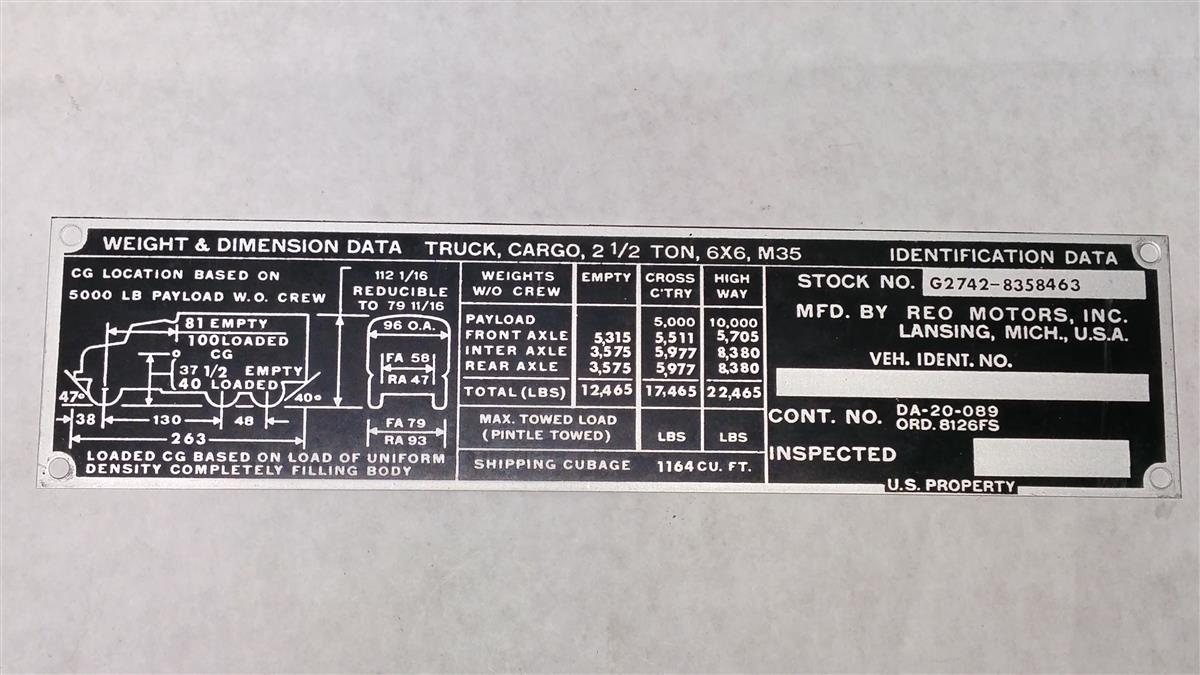 WEIGHT & DIMENSION DATA TRUCK, CARGO, 2 1/2 TON, 6X6, M35 IDENTIFICATION DATA
CG LOCATION BASED ON
5000 LB PAYLOAD W.O. CREW
81 EMPTY
100 LOADED
CG
37 1/2 EMPTY
40 LOADED
47° 40°
38 130 48
263
LOADED CG BASED ON LOAD OF UNIFORM
DENSITY COMPLETELY FILLING BODY
112 1/16
REDUCIBLE
TO 79 11/16
96 O.A.
FA 58
RA 47
FA 79
RA 93
WEIGHTS EMPTY CROSS HIGH
W/O CREW C'TRY WAY
PAYLOAD 5,000 10,000
FRONT AXLE 5,315 5,511 5,705
INTER AXLE 3,575 5,977 8,380
REAR AXLE 3,575 5,977 8,380
TOTAL (LBS) 12,465 17,465 22,465
MAX. TOWED LOAD
(PINTLE TOWED) LBS LBS
SHIPPING CUBAGE 1164 CU. FT.
STOCK NO. G2742-8358463
MFD. BY REO MOTORS, INC.
LANSING, MICH., U.S.A.
VEH. IDENT. NO.
CONT. NO. DA-20-089
ORD. 8126FS
INSPECTED
U.S. PROPERTY